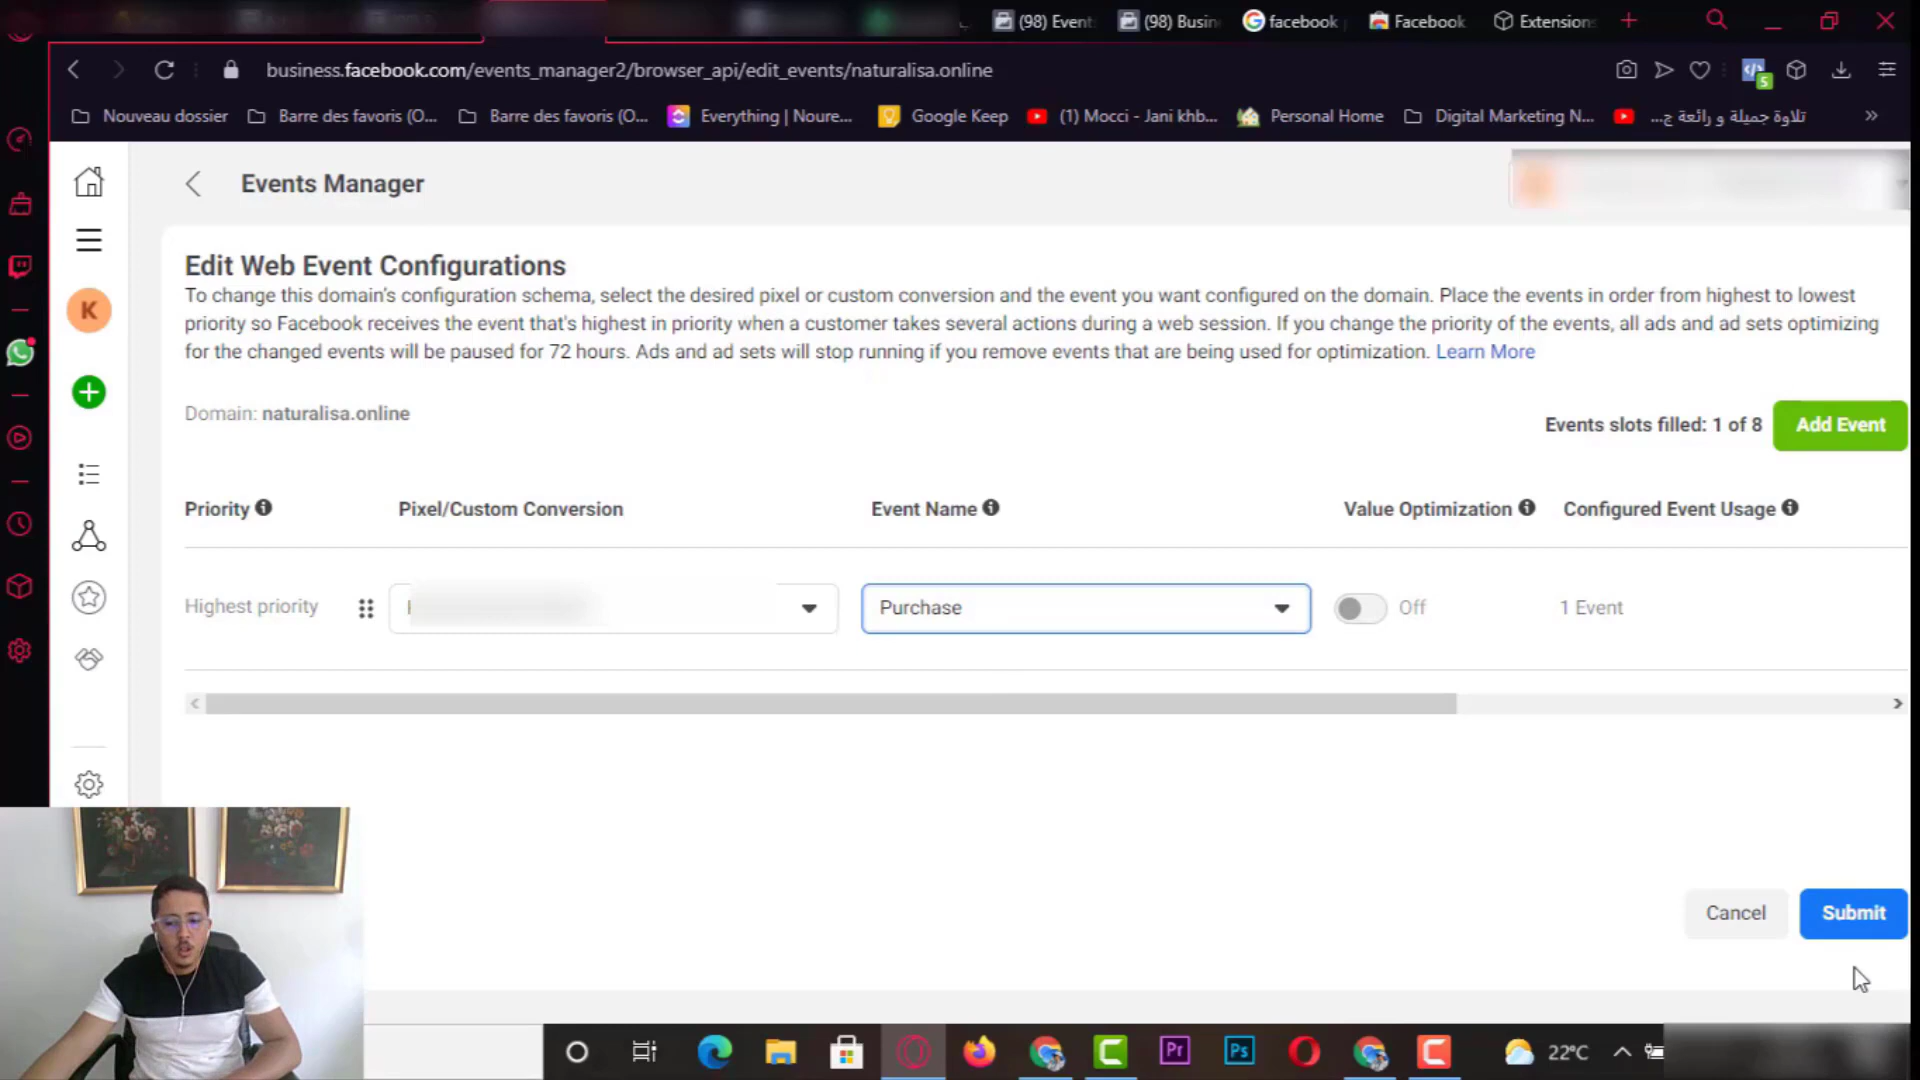 (98) Event
(98) Busin
facebook
Facebook
Extensions
business.facebook.com/events_manager2/browser_api/edit_events/naturalisa.online
Nouveau dossier
Barre des favoris (O...
Barre des favoris (O...
Everything | Noure...
Google Keep
(1) Mocci - Jani khb...
Personal Home
Digital Marketing N...
تلاوة جميلة و رائعة ج...
Events Manager
K
Edit Web Event Configurations
To change this domain's configuration schema, select the desired pixel or custom conversion and the event you want configured on the domain. Place the events in order from highest to lowest
priority so Facebook receives the event that's highest in priority when a customer takes several actions during a web session. If you change the priority of the events, all ads and ad sets optimizing
for the changed events will be paused for 72 hours. Ads and ad sets will stop running if you remove events that are being used for optimization. Learn More
Domain: naturalisa.online
Events slots filled: 1 of 8
Add Event
Priority
Pixel/Custom Conversion
Event Name
Value Optimization
Configured Event Usage
Highest priority
Purchase
Off
1 Event
Cancel
Submit
Pr
Ps
22°C